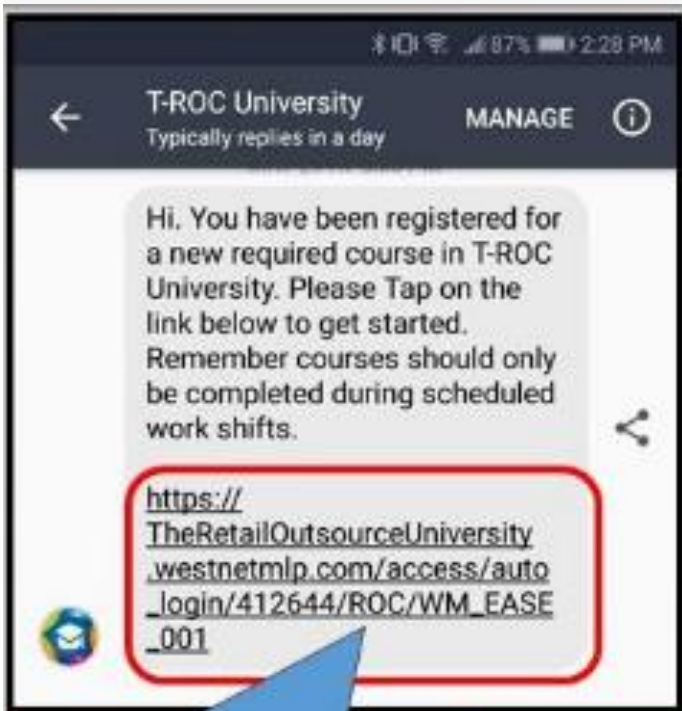 87% 2:28 PM
T-ROC University
MANAGE
Typically replies in a day
Hi. You have been registered for
a new required course in T-ROC
University. Please Tap on the
link below to get started.
Remember courses should only
be completed during scheduled
work shifts.
https://
TheRetailOutsourceUniversity
.westnetmlp.com/access/auto
_login/412644/ROC/WM_EASE
_001